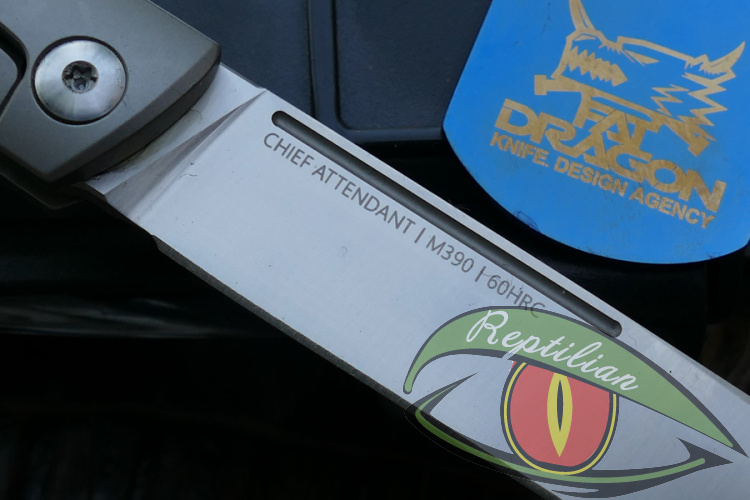 CHIEF ATTENDANT | M390 | 60HRC
FAT
DRAGON
KNIFE DESIGN AGENCY
Reptilian